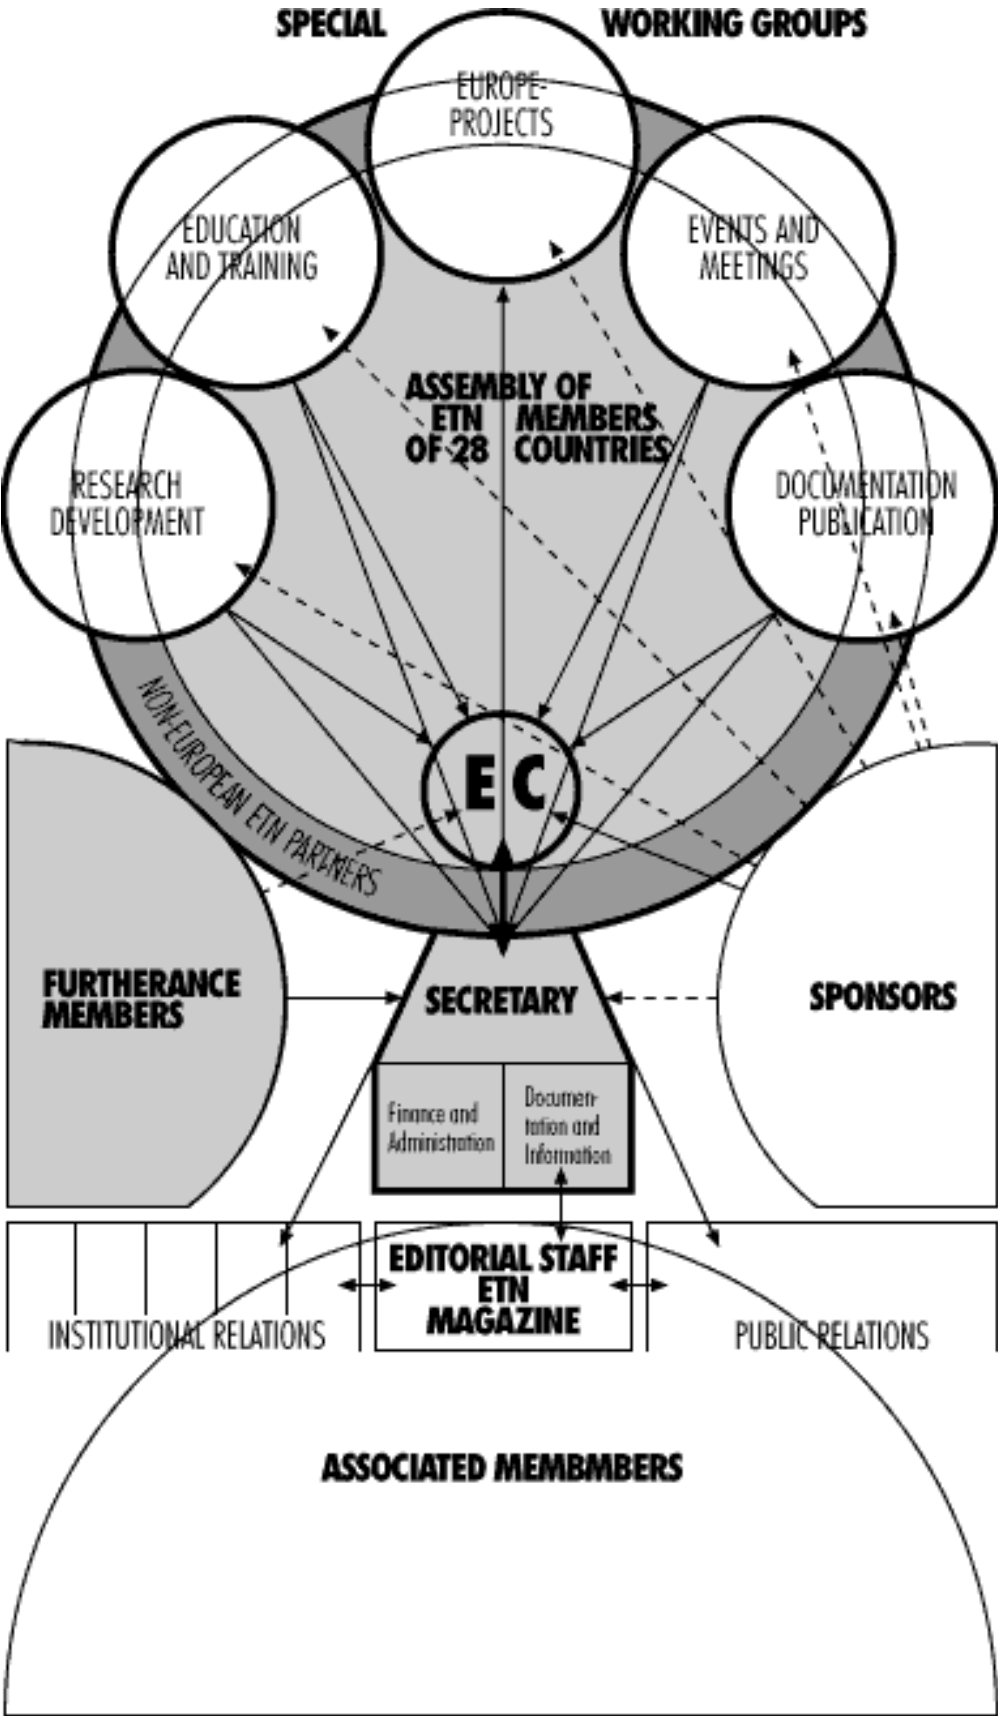 SPECIAL WORKING GROUPS
EUROPE-
PROJECTS
EDUCATION
AND TRAINING
EVENTS AND
MEETINGS
ASSEMBLY OF
ETN MEMBERS
OF 28 COUNTRIES
RESEARCH
DEVELOPMENT
DOCUMENTATION
PUBLICATION
NON-EUROPEAN ETN PARTNERS
EC
FURTHERANCE
MEMBERS
SECRETARY
SPONSORS
Finance and
Administration
Documen-
tation and
Information
EDITORIAL STAFF
ETN
MAGAZINE
INSTITUTIONAL RELATIONS
PUBLIC RELATIONS
ASSOCIATED MEMBMBERS